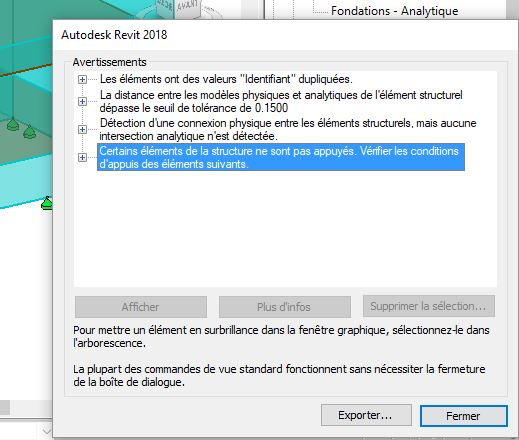 Fondations - Analytique
AVANT
Autodesk Revit 2018
Avertissements
Les éléments ont des valeurs "Identifiant" dupliquées.
La distance entre les modèles physiques et analytiques de l'élément structurel
dépasse le seuil de tolérance de 0.1500
Détection d'une connexion physique entre les éléments structurels, mais aucune
intersection analytique n'est détectée.
Certains éléments de la structure ne sont pas appuyés. Vérifier les conditions
d'appuis des éléments suivants.
Afficher
Plus d'infos
Supprimer la sélection...
Pour mettre un élément en surbrillance dans la fenêtre graphique, sélectionnez-le dans
l'arborescence.
La plupart des commandes de vue standard fonctionnent sans nécessiter la fermeture
de la boîte de dialogue.
Exporter...
Fermer